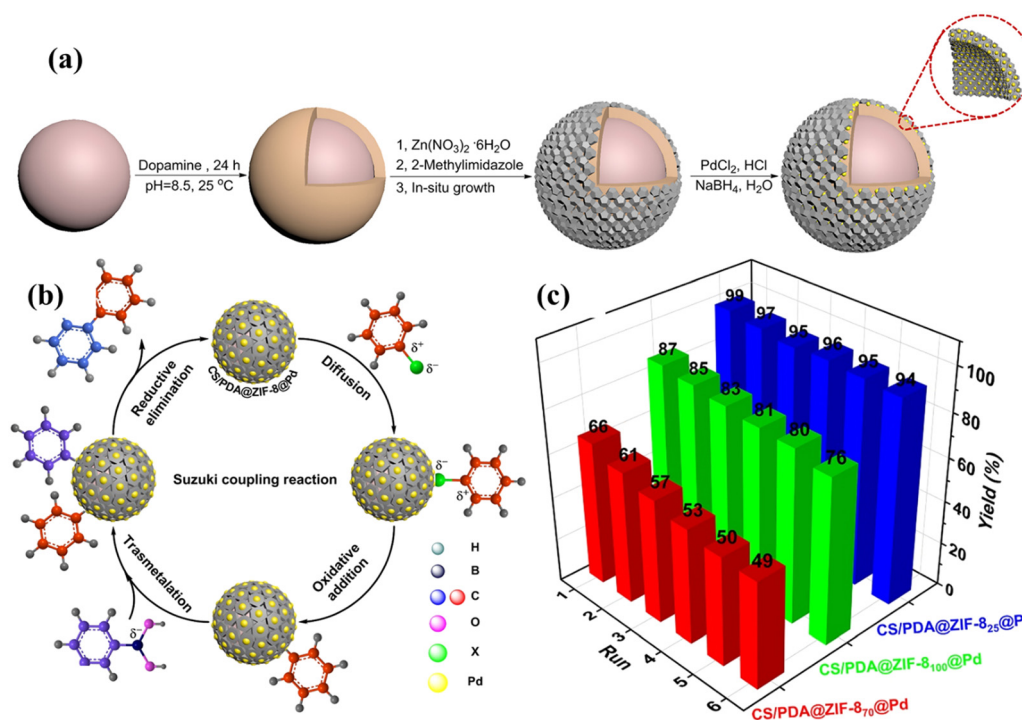 (a)
Dopamine , 24 h
pH=8.5, 25 °C
1, Zn(NO₃)₂ ·6H₂O
2, 2-Methylimidazole
3, In-situ growth
PdCl₂, HCl
NaBH₄, H₂O
(b)
CS/PDA@ZIF-8@Pd
Diffusion
δ⁺
δ⁻
Reductive
elimination
Suzuki coupling reaction
δ⁻
δ⁺
Oxidative
addition
Trasmetalation
δ⁻
H
B
C
O
X
Pd
(c)
99
97
95
96
95
94
87
85
83
81
80
76
66
61
57
53
50
49
100
80
60
40
20
0
Yield (%)
1
2
3
4
5
6
Run
CS/PDA@ZIF-8₂₅@P
CS/PDA@ZIF-8₁₀₀@Pd
CS/PDA@ZIF-8₇₀@Pd